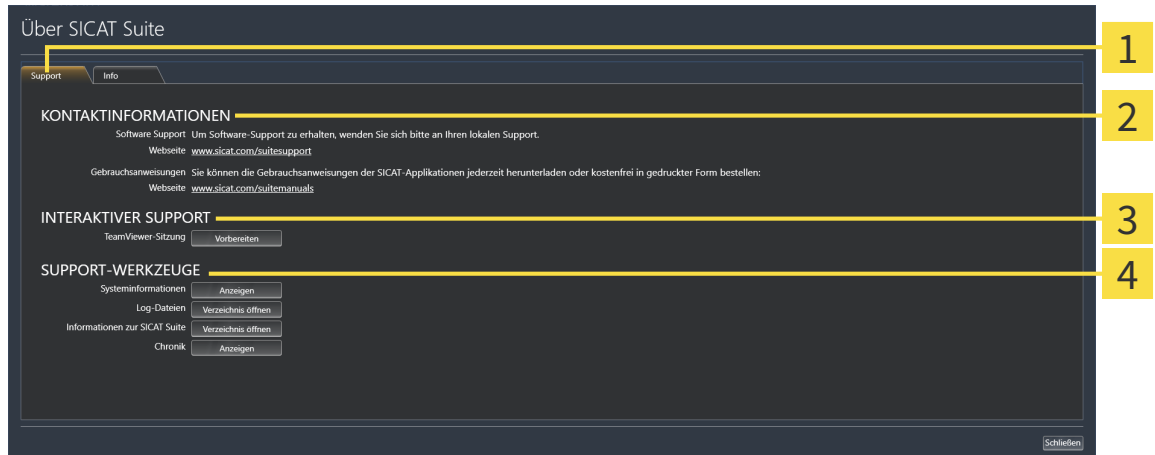 Über SICAT Suite
1
Support
Info
KONTAKTINFORMATIONEN
2
Software Support Um Software-Support zu erhalten, wenden Sie sich bitte an Ihren lokalen Support.
Webseite www.sicat.com/suitesupport
Gebrauchsanweisungen Sie können die Gebrauchsanweisungen der SICAT-Applikationen jederzeit herunterladen oder kostenfrei in gedruckter Form bestellen:
Webseite www.sicat.com/suitemanuals
INTERAKTIVER SUPPORT
3
TeamViewer-Sitzung Vorbereiten
SUPPORT-WERKZEUGE
4
Systeminformationen Anzeigen
Log-Dateien Verzeichnis öffnen
Informationen zur SICAT Suite Verzeichnis öffnen
Chronik Anzeigen
Schließen